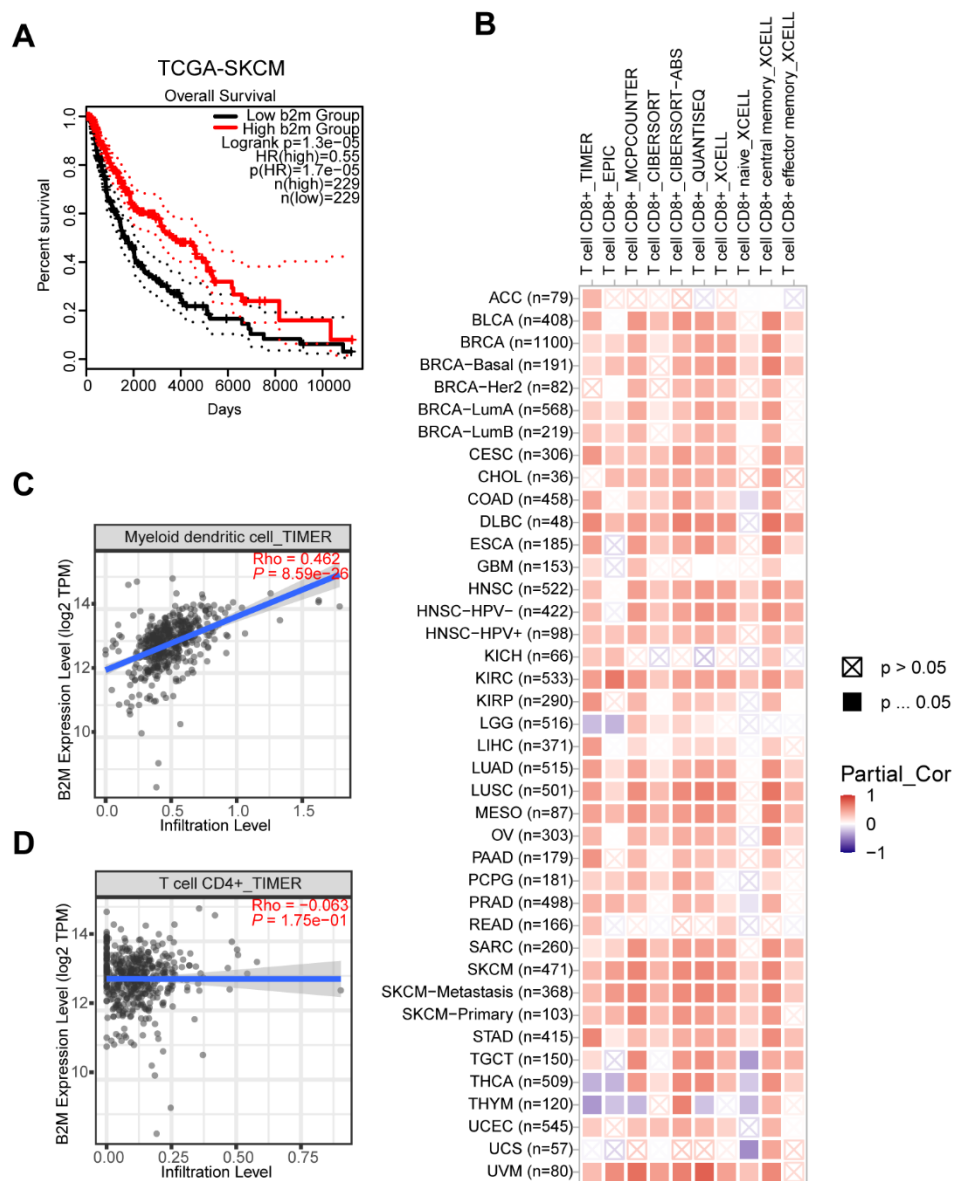 A
TCGA-SKCM
Overall Survival
Low b2m Group
High b2m Group
Logrank p=1.3e−05
HR(high)=0.55
p(HR)=1.7e−05
n(high)=229
n(low)=229
Percent survival
1.0
0.8
0.6
0.4
0.2
0.0
0 2000 4000 6000 8000 10000
Days
B
T cell CD8+_TIMER
T cell CD8+_EPIC
T cell CD8+_MCPCOUNTER
T cell CD8+_CIBERSORT
T cell CD8+_CIBERSORT-ABS
T cell CD8+_QUANTISEQ
T cell CD8+_XCELL
T cell CD8+ naive_XCELL
T cell CD8+ central memory_XCELL
T cell CD8+ effector memory_XCELL
ACC (n=79)
BLCA (n=408)
BRCA (n=1100)
BRCA−Basal (n=191)
BRCA−Her2 (n=82)
BRCA−LumA (n=568)
BRCA−LumB (n=219)
CESC (n=306)
CHOL (n=36)
COAD (n=458)
DLBC (n=48)
ESCA (n=185)
GBM (n=153)
HNSC (n=522)
HNSC−HPV− (n=422)
HNSC−HPV+ (n=98)
KICH (n=66)
KIRC (n=533)
KIRP (n=290)
LGG (n=516)
LIHC (n=371)
LUAD (n=515)
LUSC (n=501)
MESO (n=87)
OV (n=303)
PAAD (n=179)
PCPG (n=181)
PRAD (n=498)
READ (n=166)
SARC (n=260)
SKCM (n=471)
SKCM−Metastasis (n=368)
SKCM−Primary (n=103)
STAD (n=415)
TGCT (n=150)
THCA (n=509)
THYM (n=120)
UCEC (n=545)
UCS (n=57)
UVM (n=80)
p > 0.05
p ... 0.05
Partial_Cor
1
0
−1
C
Myeloid dendritic cell_TIMER
Rho = 0.462
P = 8.59e−26
B2M Expression Level (log2 TPM)
14
12
10
0.0 0.5 1.0 1.5
Infiltration Level
D
T cell CD4+_TIMER
Rho = −0.063
P = 1.75e−01
B2M Expression Level (log2 TPM)
14
12
10
0.00 0.25 0.50 0.75
Infiltration Level